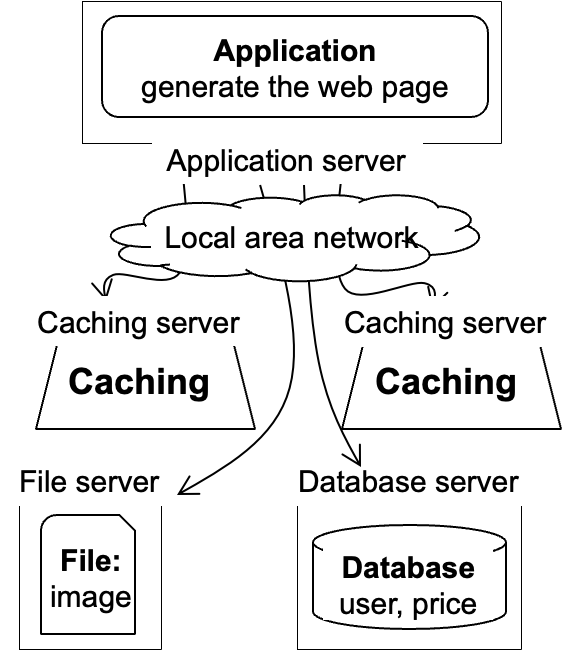 Application
generate the web page
Application server
Local area network
Caching server
Caching server
Caching
Caching
File server
Database server
File:
image
Database
user, price